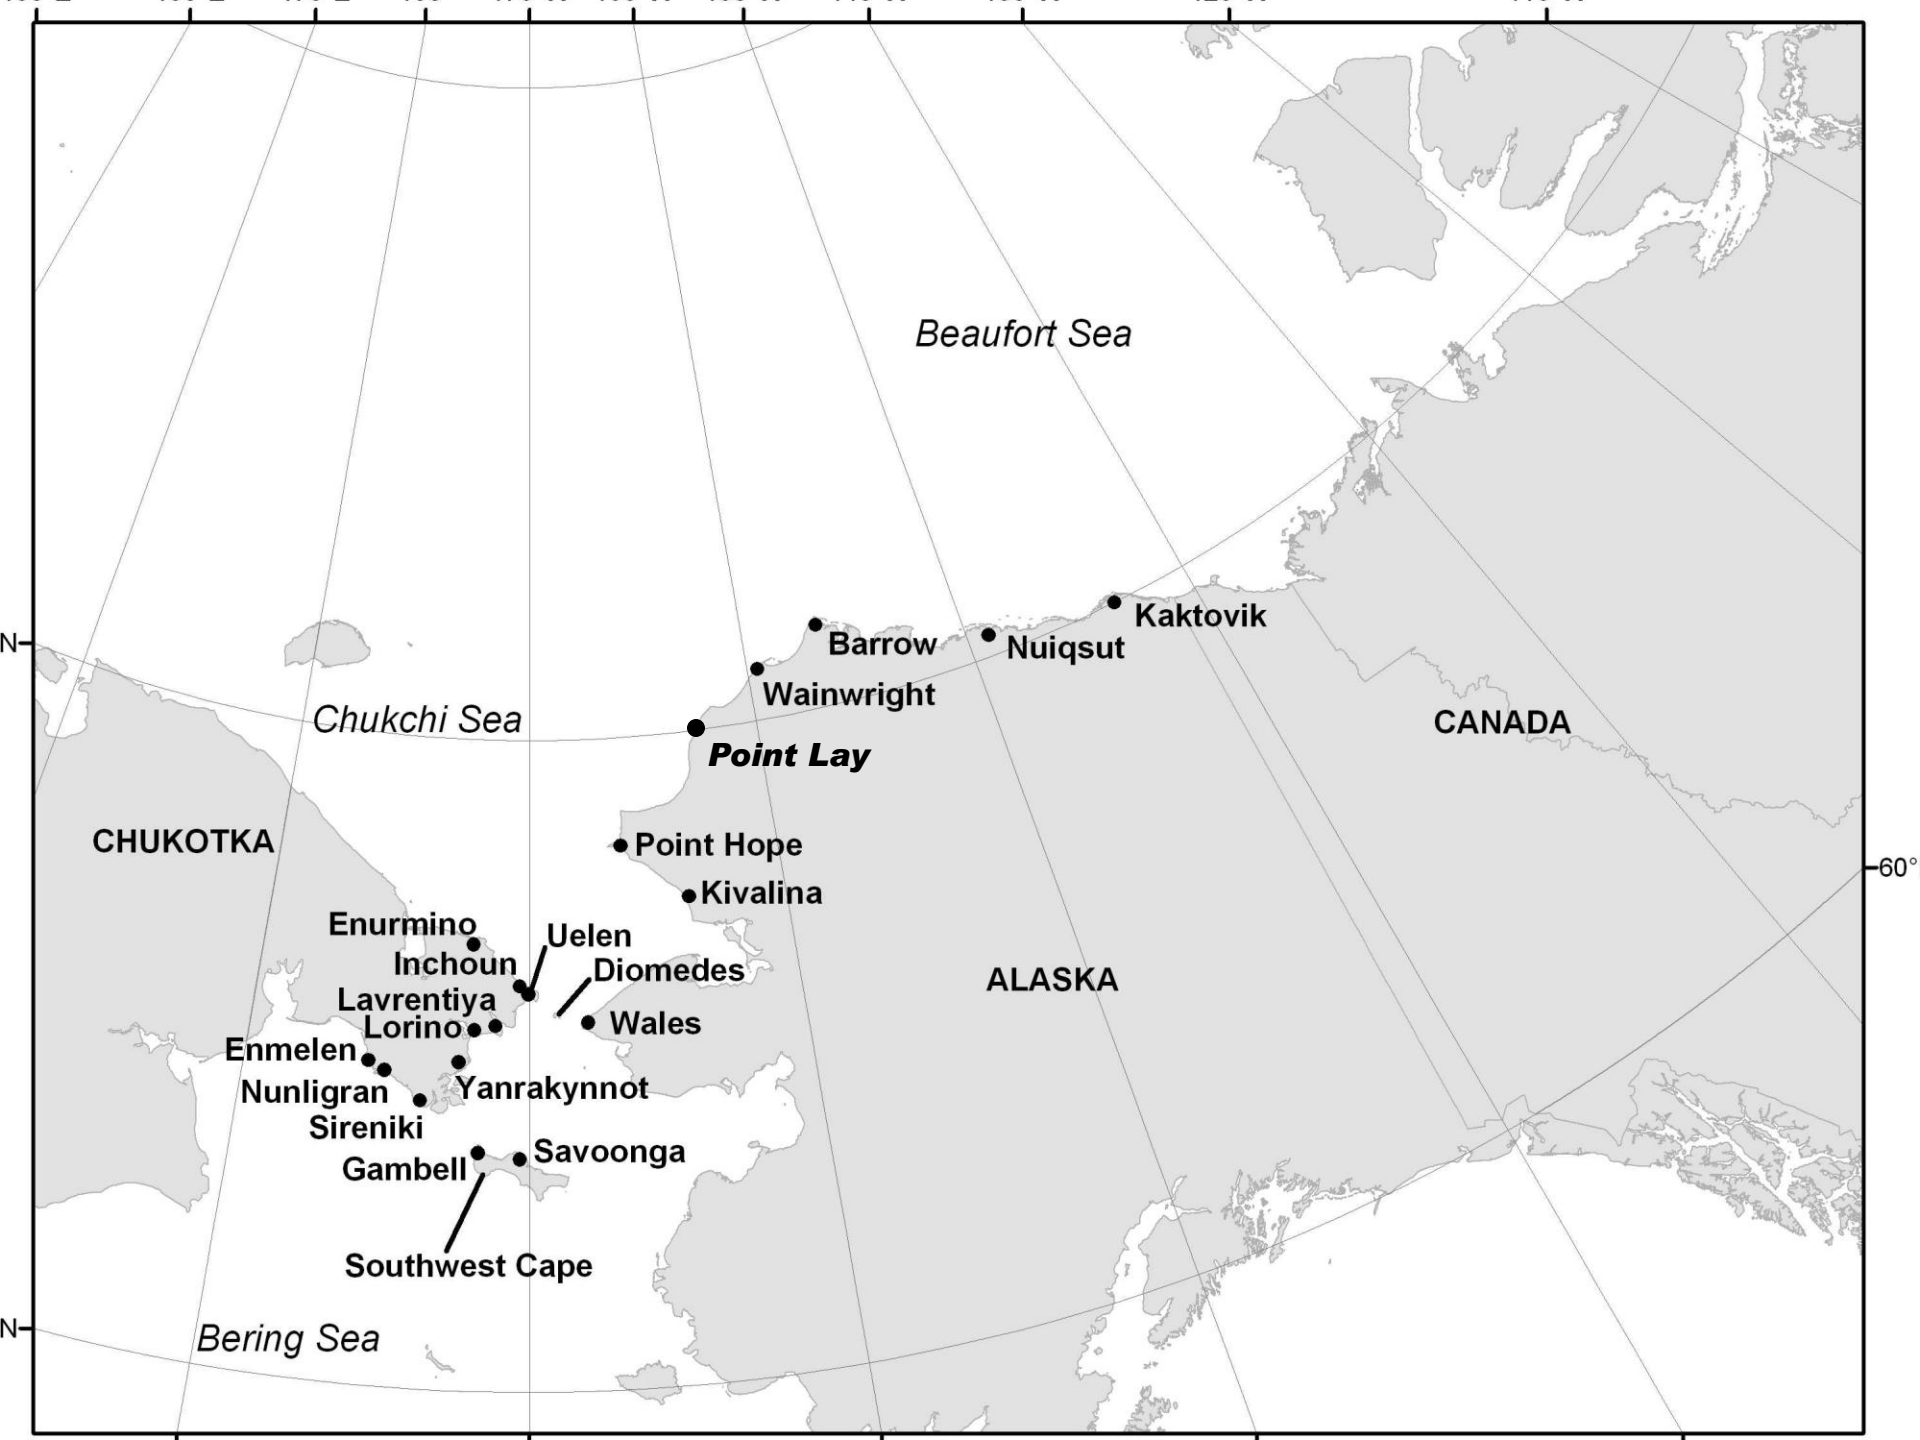 Beaufort Sea
Kaktovik
Barrow
Nuiqsut
N
Wainwright
Chukchi Sea
CANADA
Point Lay
CHUKOTKA
Point Hope
60°
Kivalina
Enurmino
Uelen
Inchoun
Diomedes
ALASKA
Lavrentiya
Lorino
Wales
Enmelen
Nunligran
Yanrakynnot
Sireniki
Savoonga
Gambell
Southwest Cape
N
Bering Sea